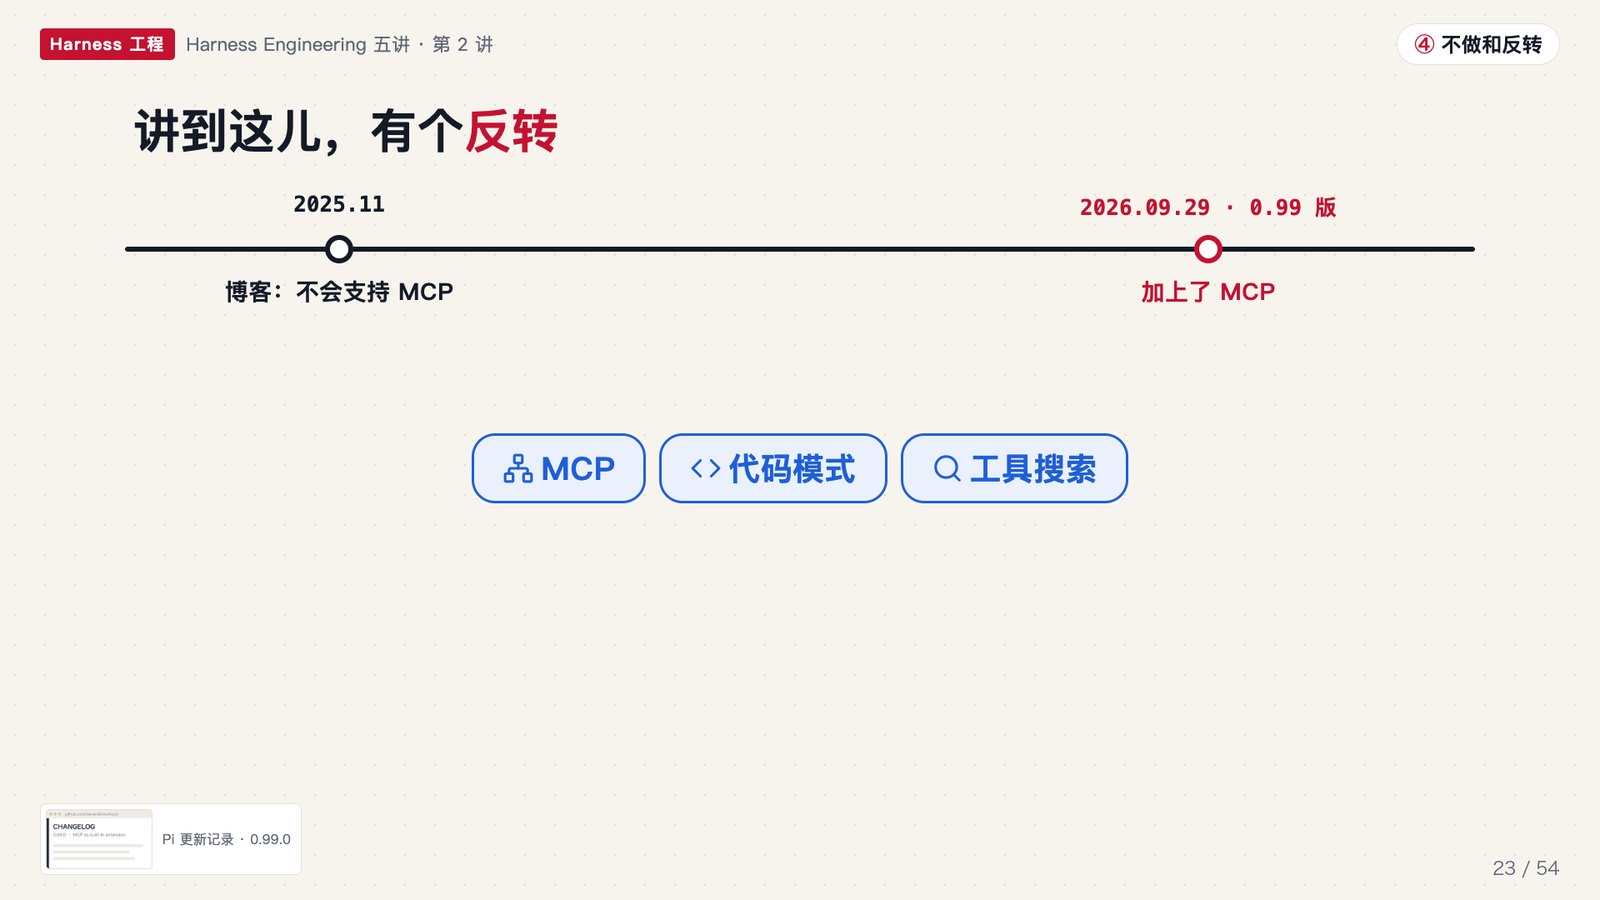 Harness 工程 Harness Engineering 五讲 · 第 2 讲
④ 不做和反转
讲到这儿，有个反转
2025.11
2026.09.29 · 0.99 版
博客：不会支持 MCP
加上了 MCP
MCP
代码模式
工具搜索
CHANGELOG
Pi 更新记录 · 0.99.0
23 / 54